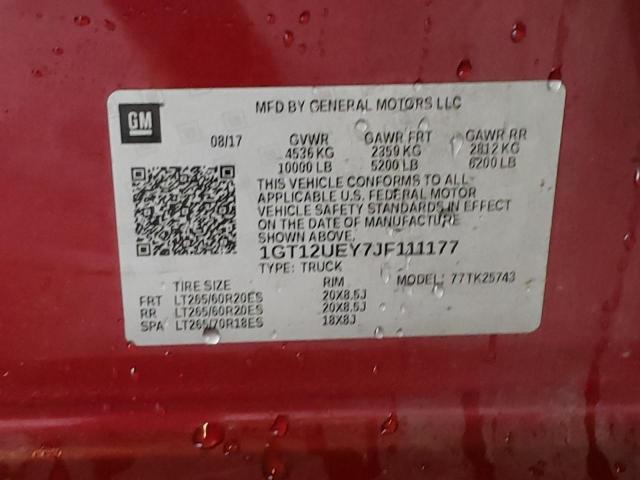 GM
MFD BY GENERAL MOTORS LLC
08/17 GVWR GAWR FRT GAWR RR
4536 KG 2359 KG 2812 KG
10000 LB 5200 LB 6200 LB
THIS VEHICLE CONFORMS TO ALL
APPLICABLE U.S. FEDERAL MOTOR
VEHICLE SAFETY STANDARDS IN EFFECT
ON THE DATE OF MANUFACTURE
SHOWN ABOVE.
1GT12UEY7JF111177
TYPE: TRUCK MODEL: 77TK25743
TIRE SIZE RIM
FRT LT265/60R20ES 20X8.5J
RR LT265/60R20ES 20X8.5J
SPA LT265/70R18ES 18X8J